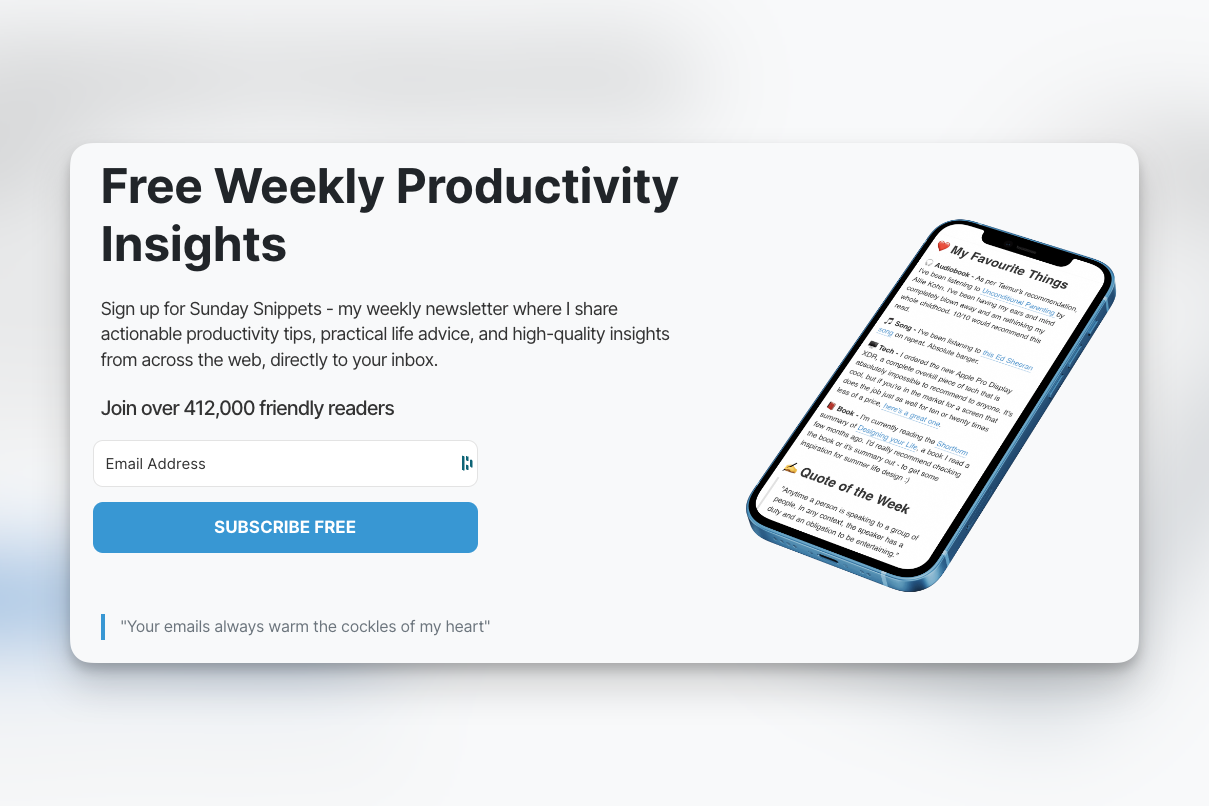 Free Weekly Productivity
Insights
Sign up for Sunday Snippets - my weekly newsletter where I share
actionable productivity tips, practical life advice, and high-quality insights
from across the web, directly to your inbox.
Join over 412,000 friendly readers
Email Address
SUBSCRIBE FREE
"Your emails always warm the cockles of my heart"
❤️ My Favourite Things
🎧 Audiobook - As per Taimur's recommendation,
I've been listening to Unconditional Parenting by
Alfie Kohn. I've been having my ears and mind
completely blown away and am rethinking my
whole childhood. 10/10 would recommend this
read.
🎵 Song - I've been listening to this Ed Sheeran
song on repeat. Absolute banger.
🖥 Tech - I ordered the new Apple Pro Display
XDR, a complete overkill piece of tech that is
absolutely impossible to recommend to anyone. It's
cool, but if you're in the market for a screen that
does the job just as well for ten or twenty times
less of a price, here's a great one.
📕 Book - I'm currently reading the Shortform
summary of Designing your Life, a book I read a
few months ago. I'd really recommend checking
the book or it's summary out - to get some
inspiration for summer life design :)
✍️ Quote of the Week
"Anytime a person is speaking to a group of
people, in any context, the speaker has a
duty and an obligation to be entertaining."